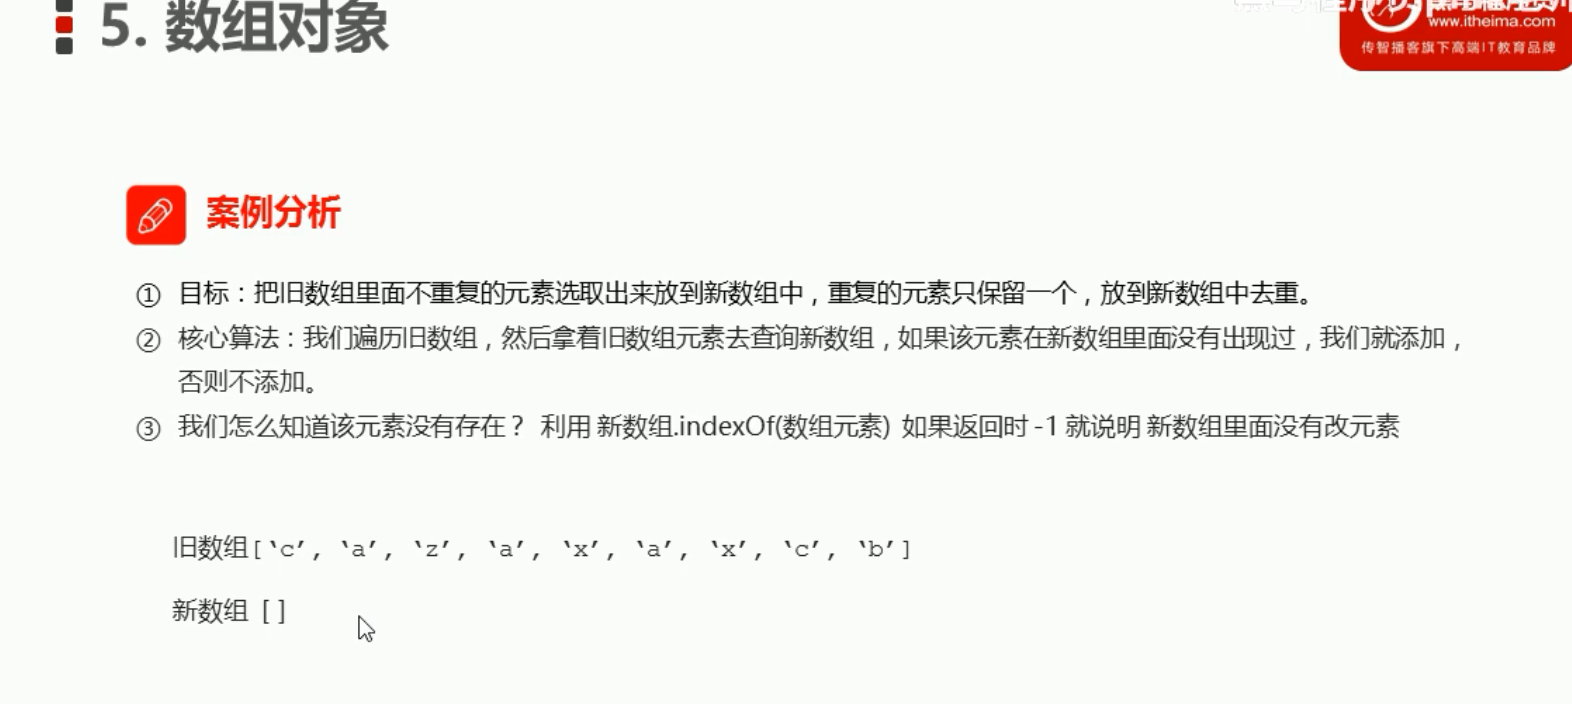 5. 数组对象
www.itheima.com
传智播客旗下高端IT教育品牌
案例分析
① 目标：把旧数组里面不重复的元素选取出来放到新数组中，重复的元素只保留一个，放到新数组中去重。
② 核心算法：我们遍历旧数组，然后拿着旧数组元素去查询新数组，如果该元素在新数组里面没有出现过，我们就添加，
否则不添加。
③ 我们怎么知道该元素没有存在？ 利用 新数组.indexOf(数组元素) 如果返回时 -1 就说明 新数组里面没有改元素
旧数组[‘c’, ‘a’, ‘z’, ‘a’, ‘x’, ‘a’, ‘x’, ‘c’, ‘b’]
新数组 [ ]